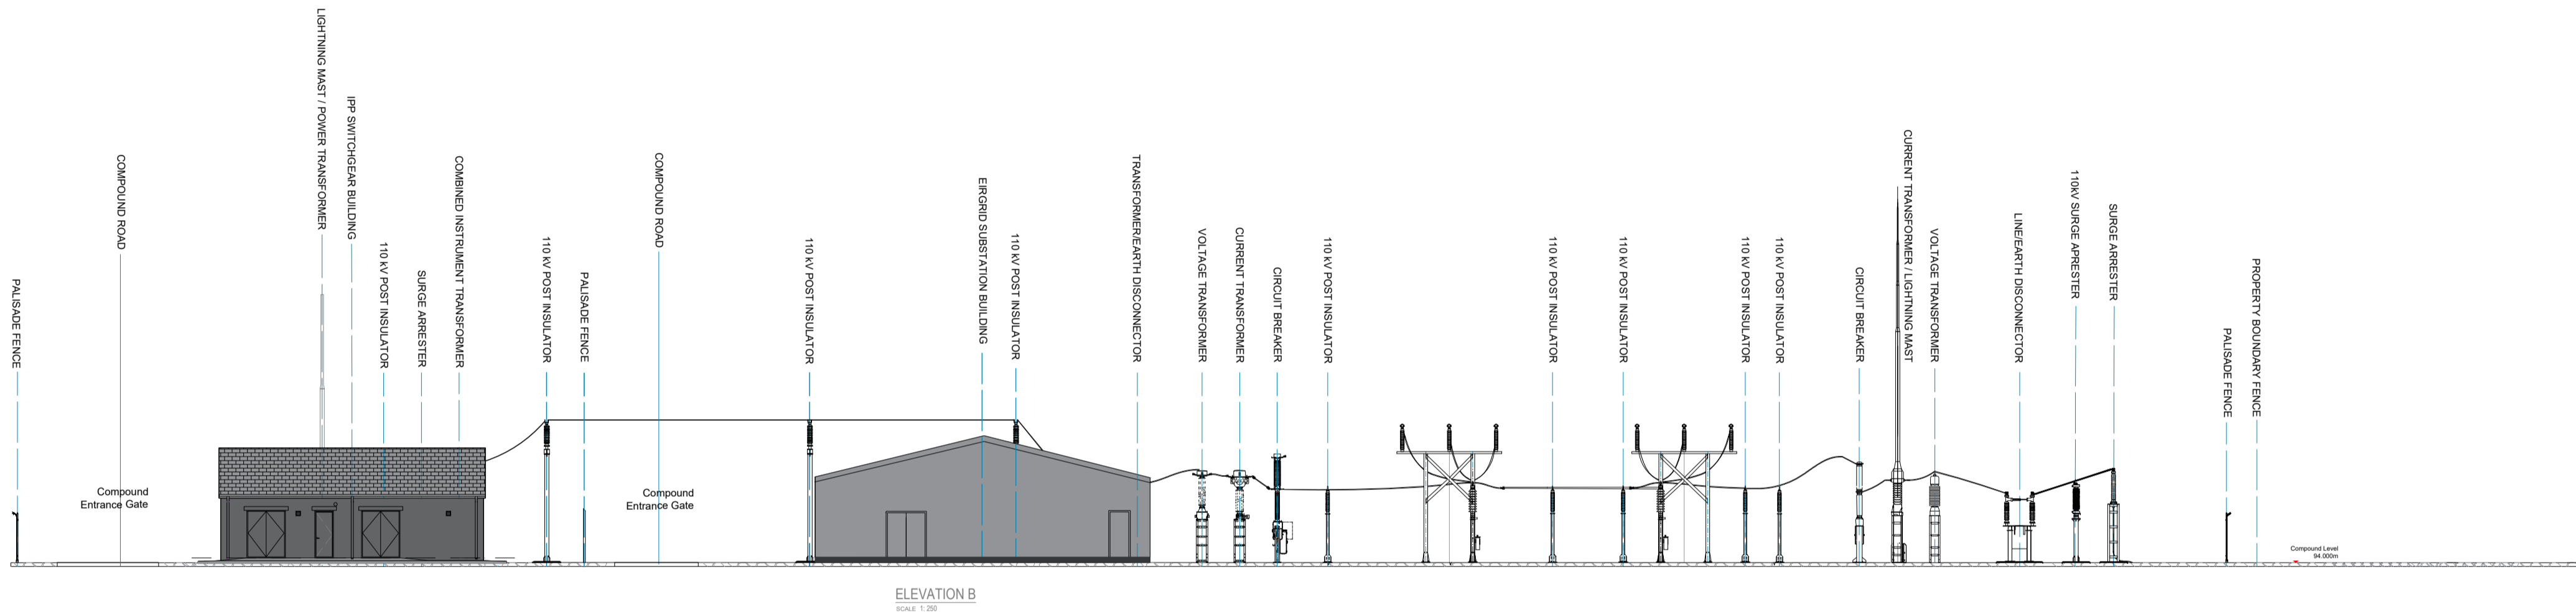 PALISADE FENCE
COMPOUND ROAD
LIGHTNING MAST / POWER TRANSFORMER
IPP SWITCHGEAR BUILDING
110 kV POST INSULATOR
SURGE ARRESTER
COMBINED INSTRUMENT TRANSFORMER
110 kV POST INSULATOR
PALISADE FENCE
COMPOUND ROAD
110 kV POST INSULATOR
EIRGRID SUBSTATION BUILDING
110 kV POST INSULATOR
TRANSFORMER/EARTH DISCONNECTOR
VOLTAGE TRANSFORMER
CURRENT TRANSFORMER
CIRCUIT BREAKER
110 kV POST INSULATOR
110 kV POST INSULATOR
110 kV POST INSULATOR
110 kV POST INSULATOR
110 kV POST INSULATOR
CIRCUIT BREAKER
CURRENT TRANSFORMER / LIGHTNING MAST
VOLTAGE TRANSFORMER
LINE/EARTH DISCONNECTOR
110kV SURGE APRESTER
SURGE ARRESTER
PALISADE FENCE
PROPERTY BOUNDARY FENCE
Compound
Entrance Gate
Compound
Entrance Gate
Compound Level
94.000m
ELEVATION B
SCALE 1: 250